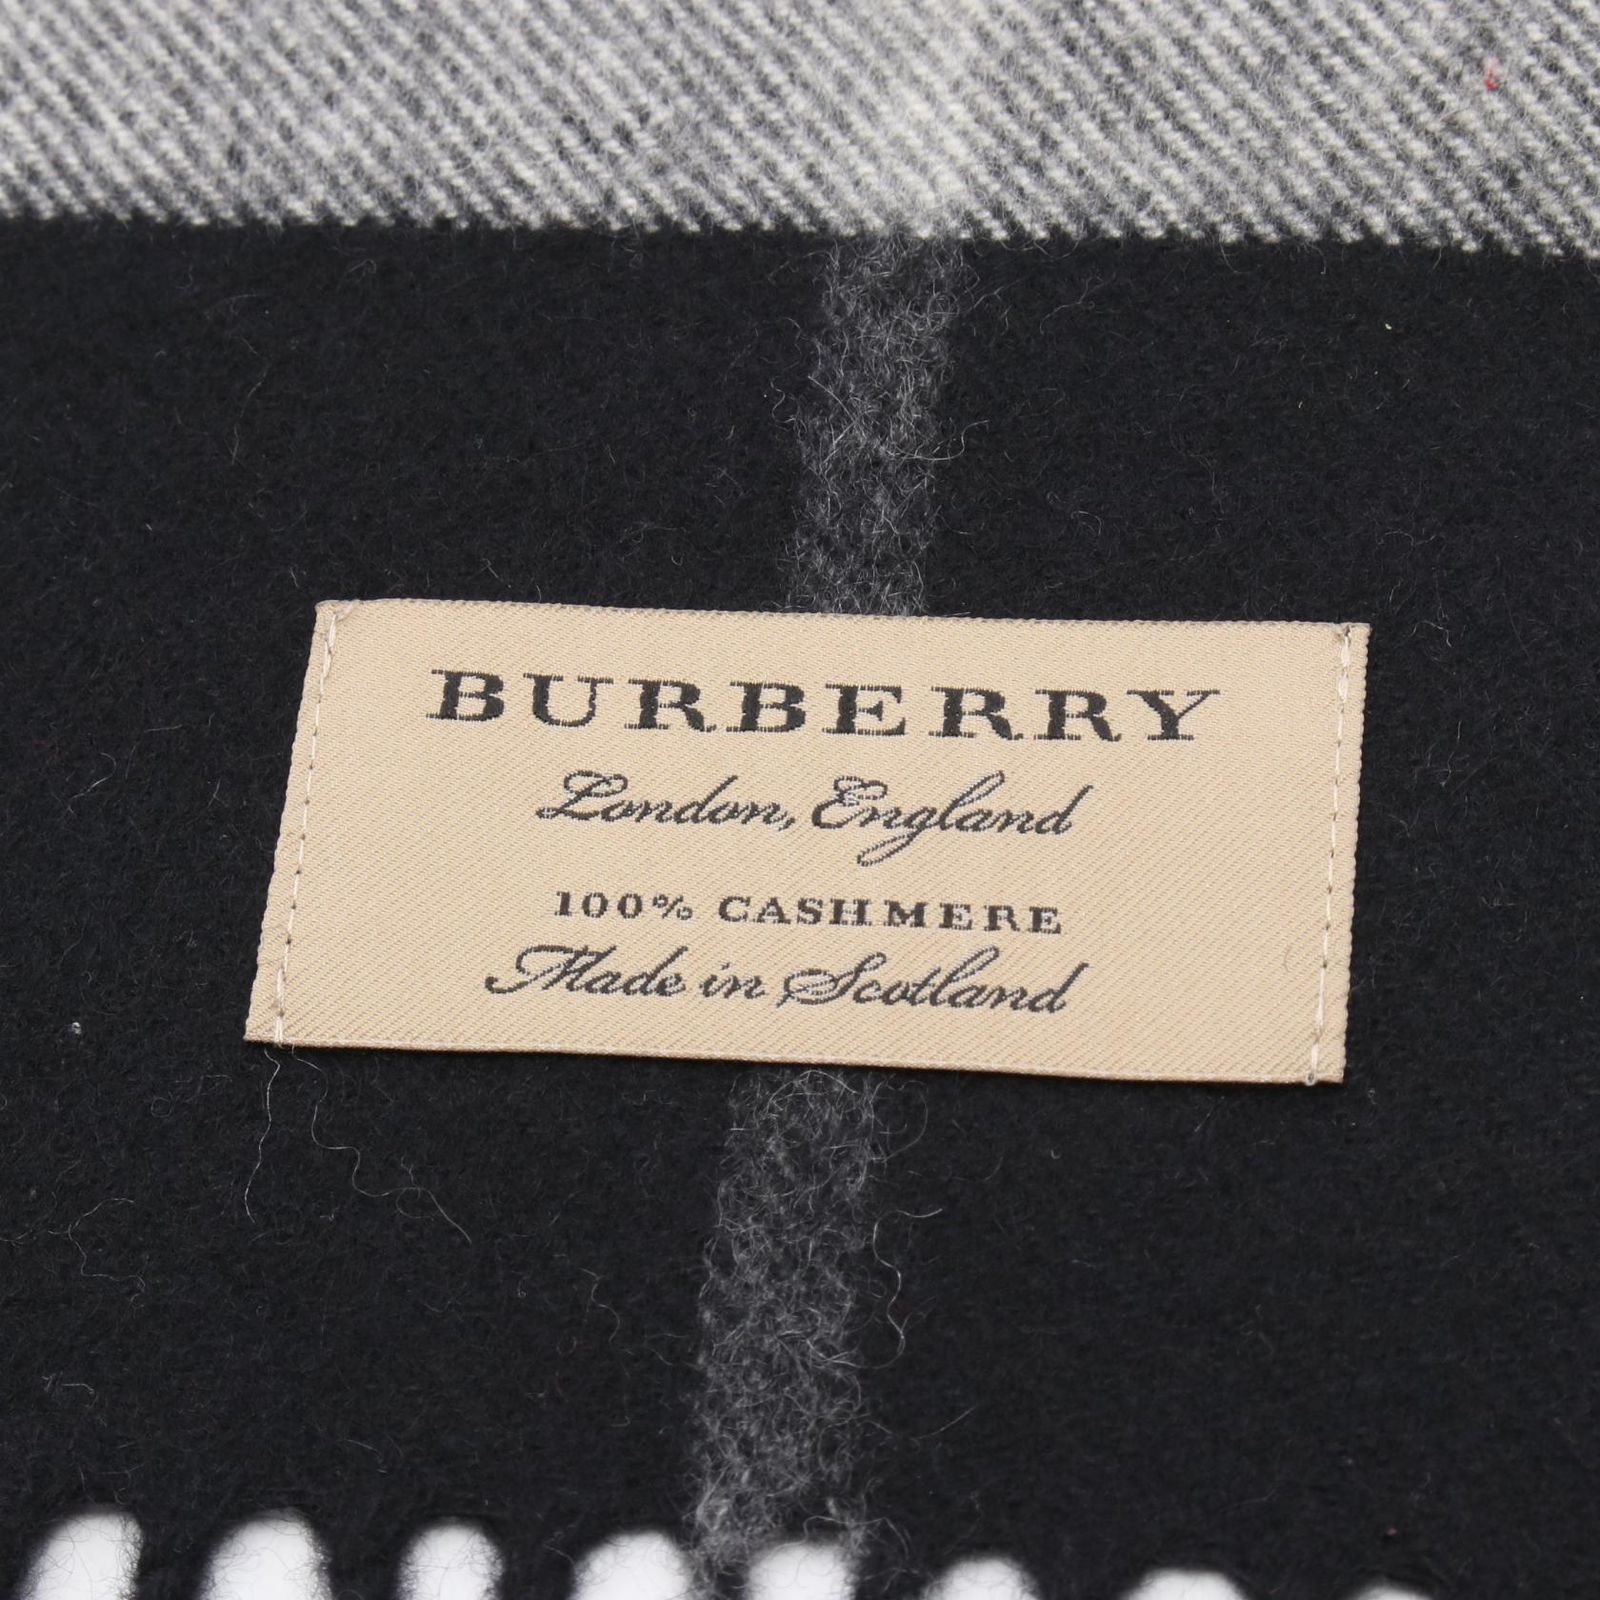 BURBERRY
London, England
100% CASHMERE
Made in Scotland